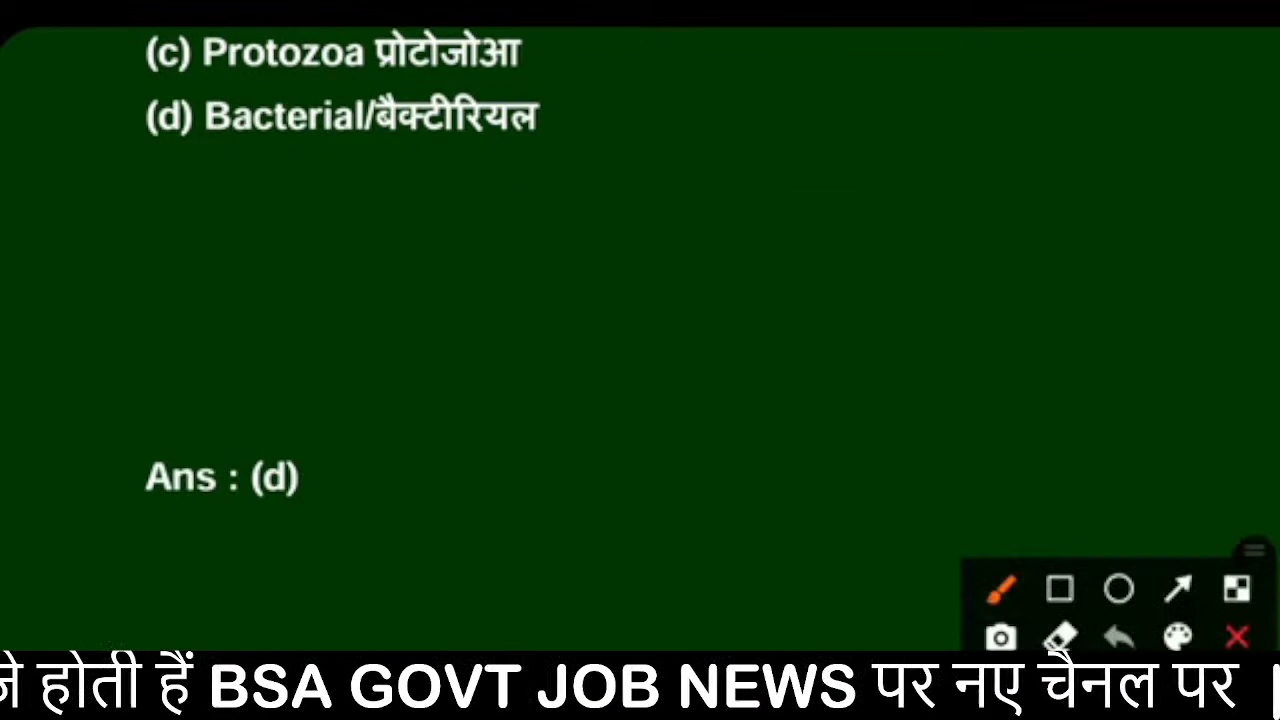 (c) Protozoa प्रोटोजोआ
(d) Bacterial/बैक्टीरियल
Ans : (d)
होती हैं BSA GOVT JOB NEWS पर नए चैनल पर